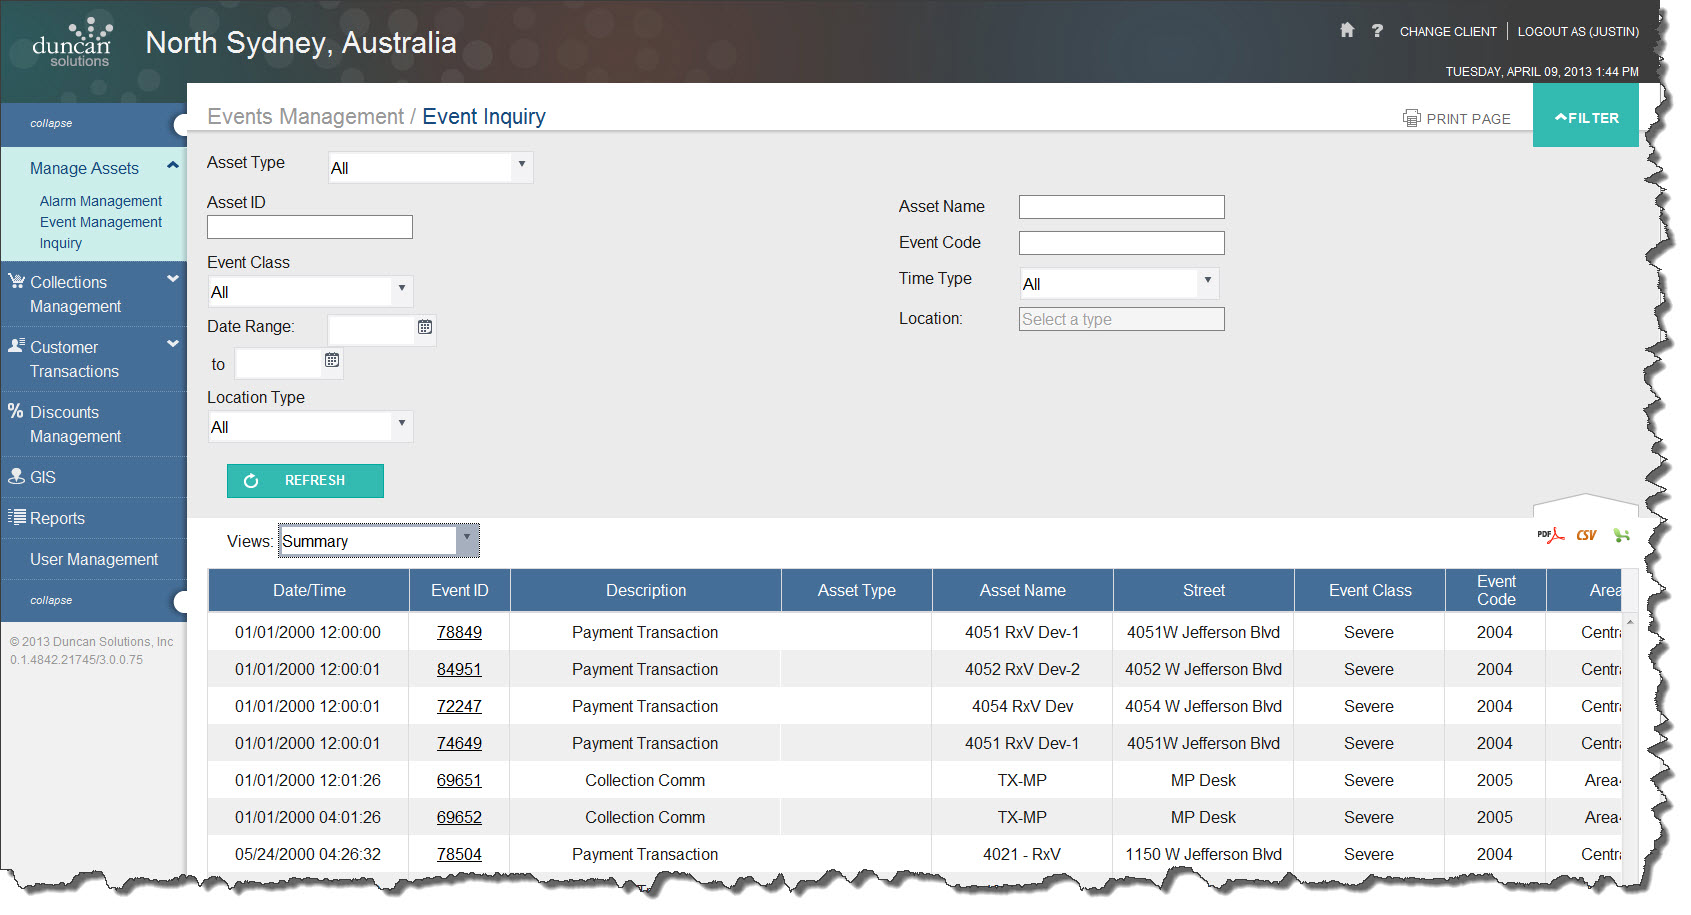 duncan
solutions
North Sydney, Australia
CHANGE CLIENT
LOGOUT AS (JUSTIN)
TUESDAY, APRIL 09, 2013 1:44 PM
collapse
Manage Assets
Alarm Management
Event Management
Inquiry
Collections
Management
Customer
Transactions
Discounts
Management
GIS
Reports
User Management
collapse
© 2013 Duncan Solutions, Inc
0.1.4842.21745/3.0.0.75
Events Management / Event Inquiry
PRINT PAGE
FILTER
Asset Type All
Asset ID
Event Class
All
Date Range:
to
Location Type
All
Asset Name
Event Code
Time Type All
Location: Select a type
REFRESH
Views: Summary
PDF CSV
Date/Time Event ID Description Asset Type Asset Name Street Event Class Event Code Area
01/01/2000 12:00:00 78849 Payment Transaction 4051 RxV Dev-1 4051W Jefferson Blvd Severe 2004 Centr
01/01/2000 12:00:01 84951 Payment Transaction 4052 RxV Dev-2 4052 W Jefferson Blvd Severe 2004 Centr
01/01/2000 12:00:01 72247 Payment Transaction 4054 RxV Dev 4054 W Jefferson Blvd Severe 2004 Centr
01/01/2000 12:00:01 74649 Payment Transaction 4051 RxV Dev-1 4051W Jefferson Blvd Severe 2004 Centr
01/01/2000 12:01:26 69651 Collection Comm TX-MP MP Desk Severe 2005 Area
01/01/2000 04:01:26 69652 Collection Comm TX-MP MP Desk Severe 2005 Area
05/24/2000 04:26:32 78504 Payment Transaction 4021 - RxV 1150 W Jefferson Blvd Severe 2004 Centr